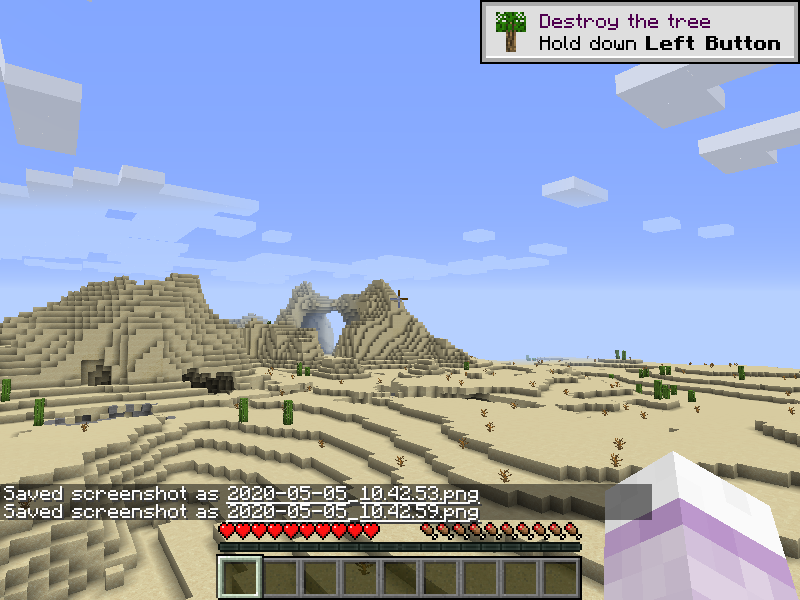 Destroy the tree
Hold down Left Button
Saved screenshot as 2020-05-05_10.42.53.png
Saved screenshot as 2020-05-05_10.42.59.png